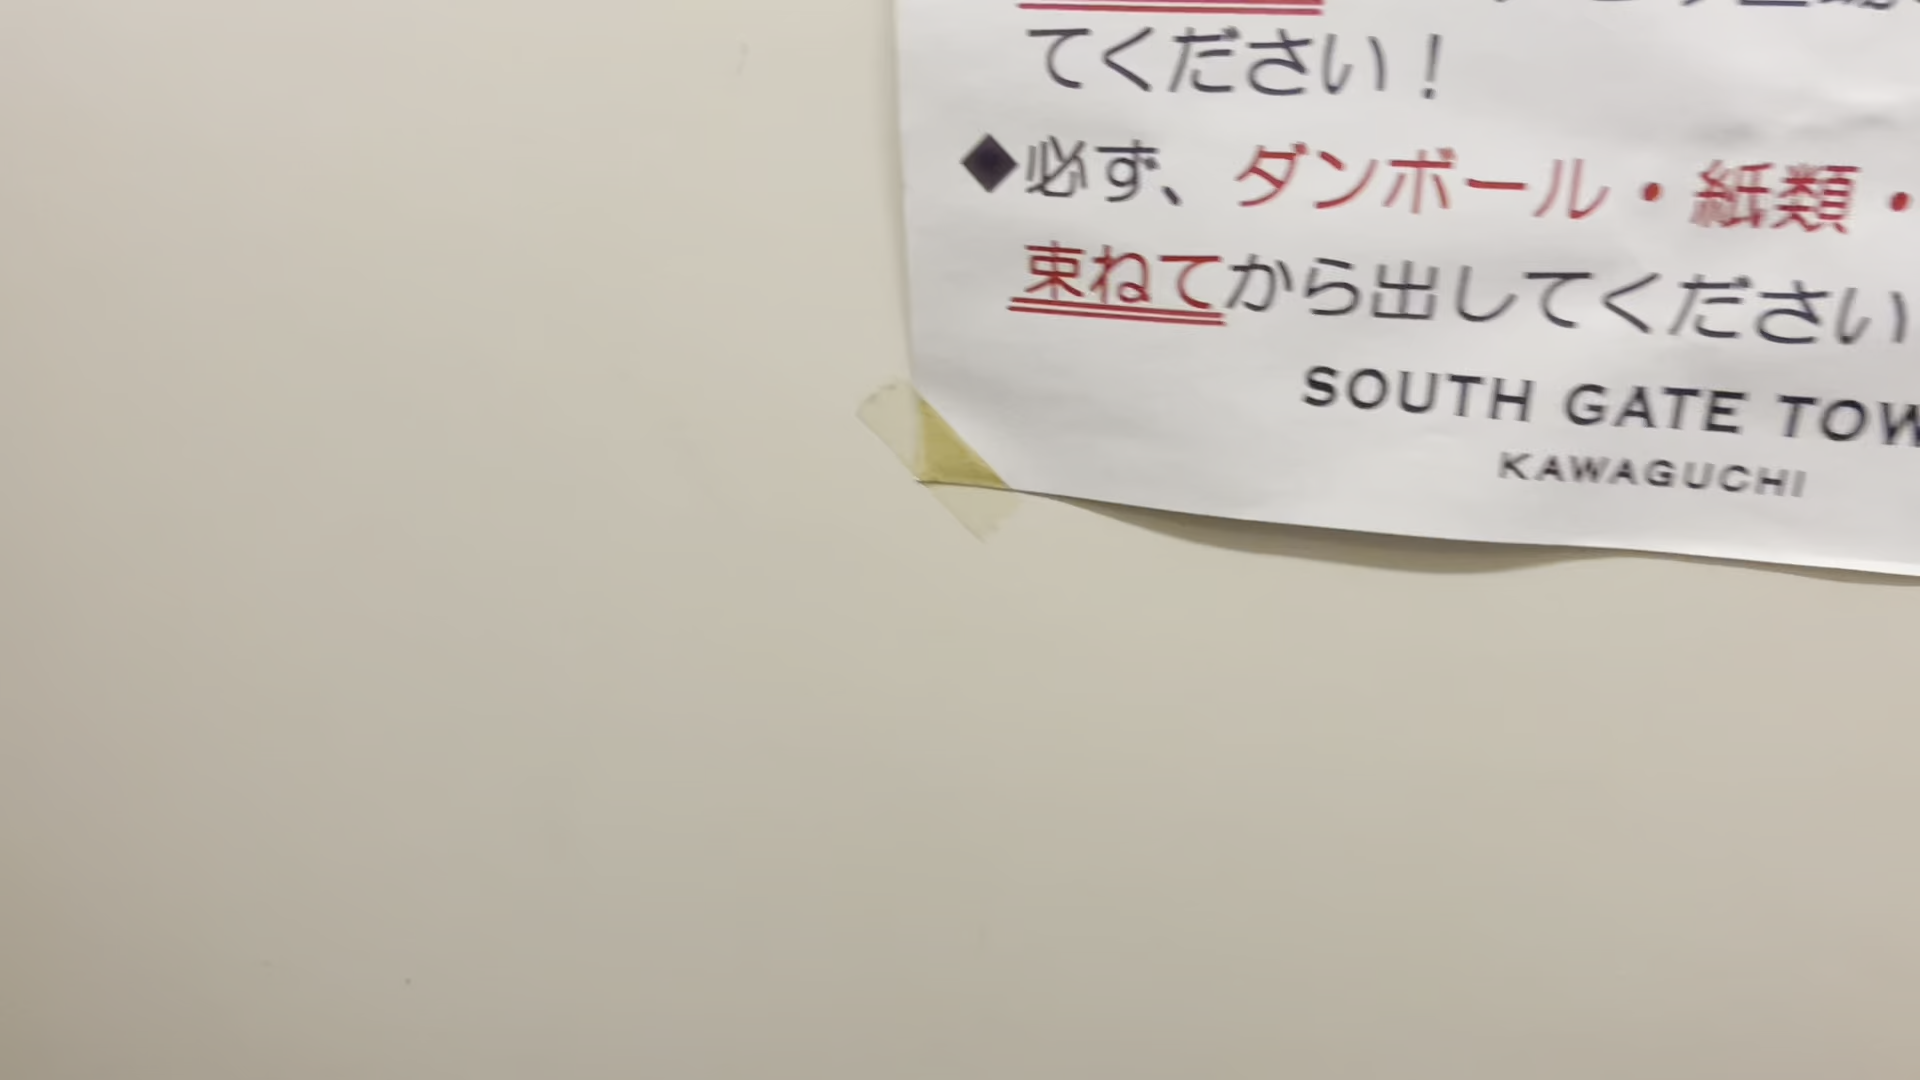 てください！
◆必ず、ダンボール・紙類・
束ねてから出してください
SOUTH GATE
KAWAGUCHI